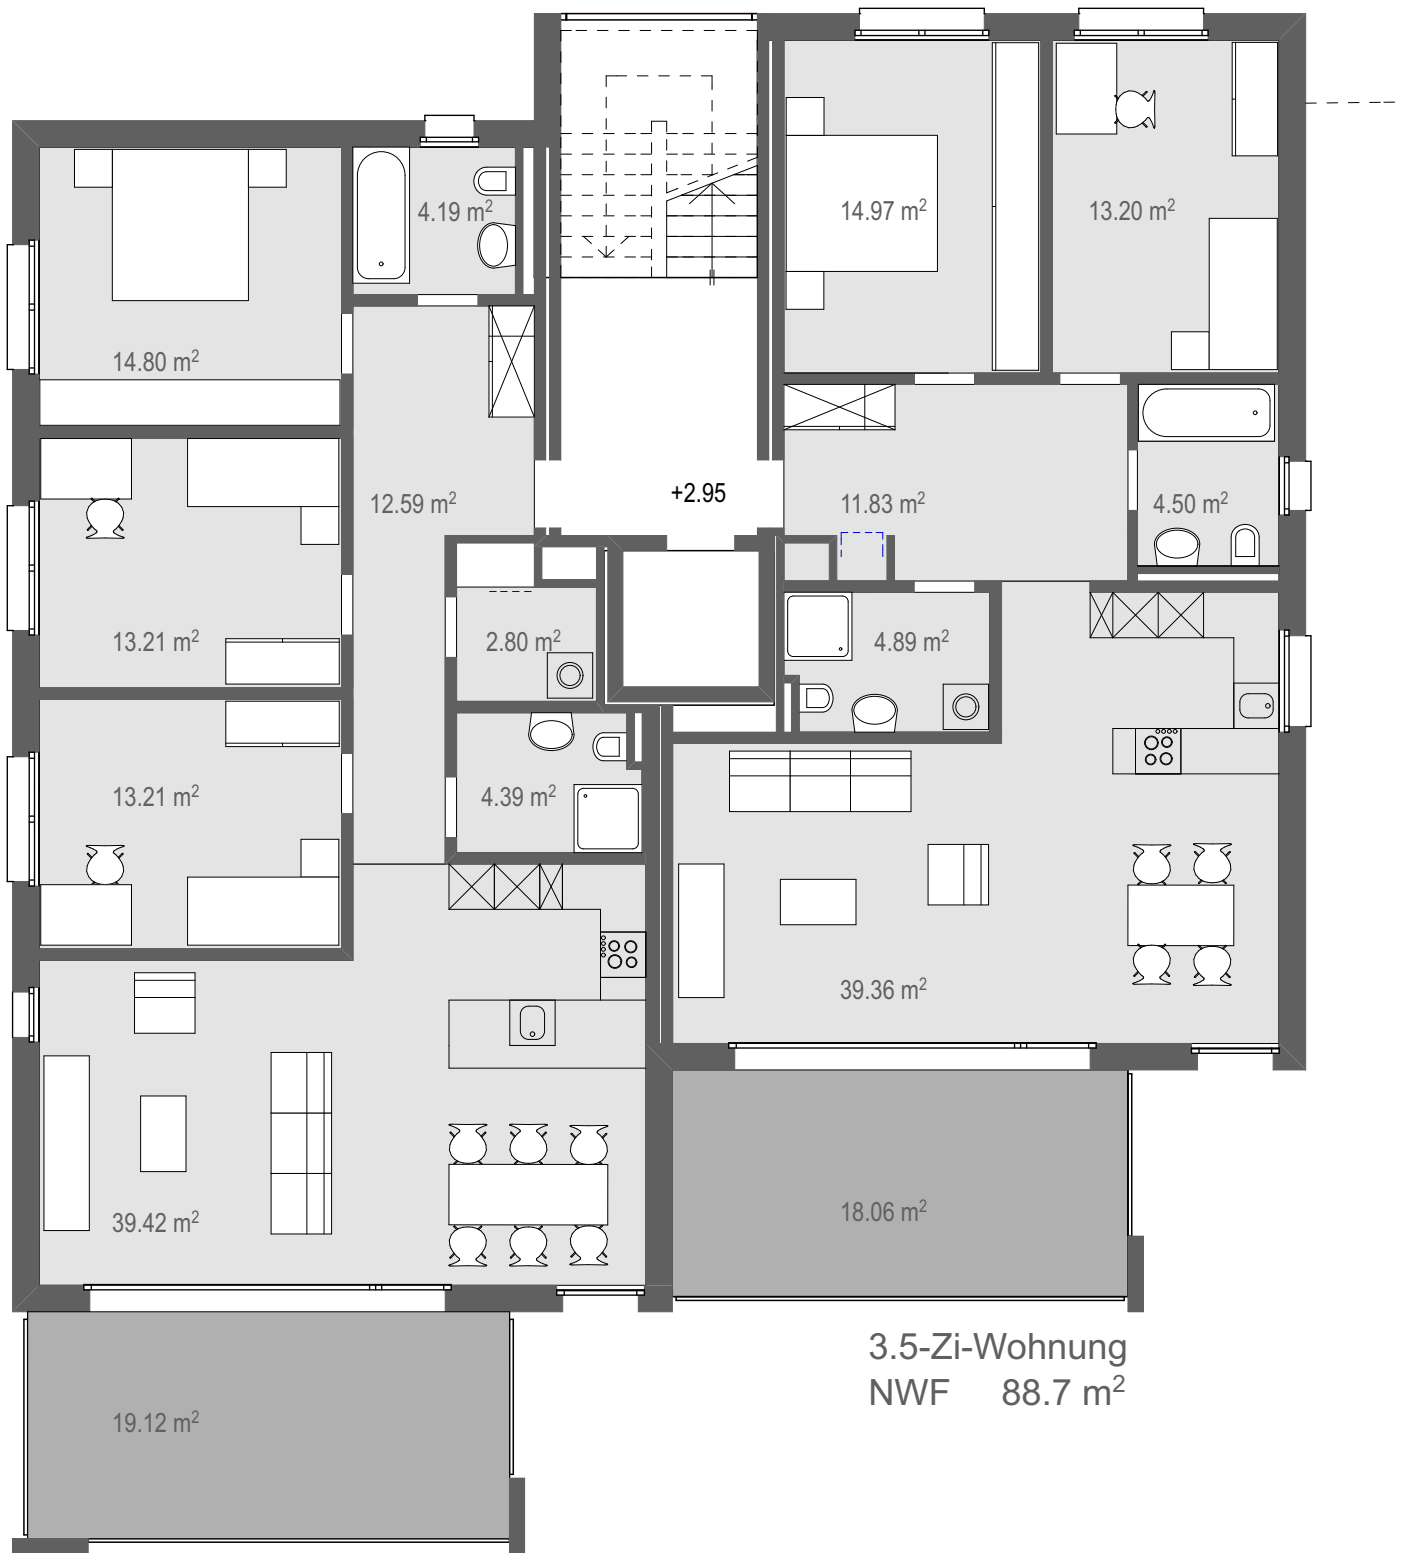 4.19 m²
14.97 m²
13.20 m²
14.80 m²
12.59 m²
+2.95
11.83 m²
4.50 m²
13.21 m²
2.80 m²
4.89 m²
13.21 m²
4.39 m²
39.36 m²
39.42 m²
18.06 m²
3.5-Zi-Wohnung
NWF 88.7 m²
19.12 m²